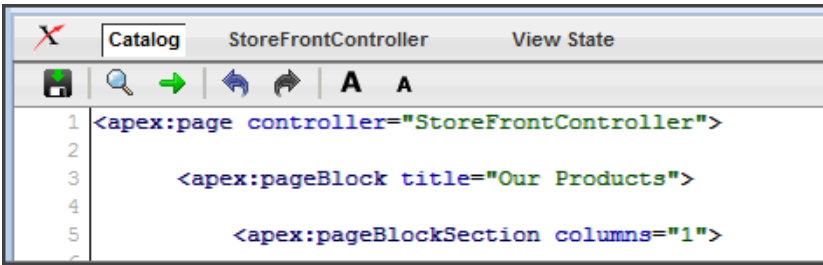 Catalog StoreFrontController View State
A A
1 <apex:page controller="StoreFrontController">
2
3 <apex:pageBlock title="Our Products">
4
5 <apex:pageBlockSection columns="1">